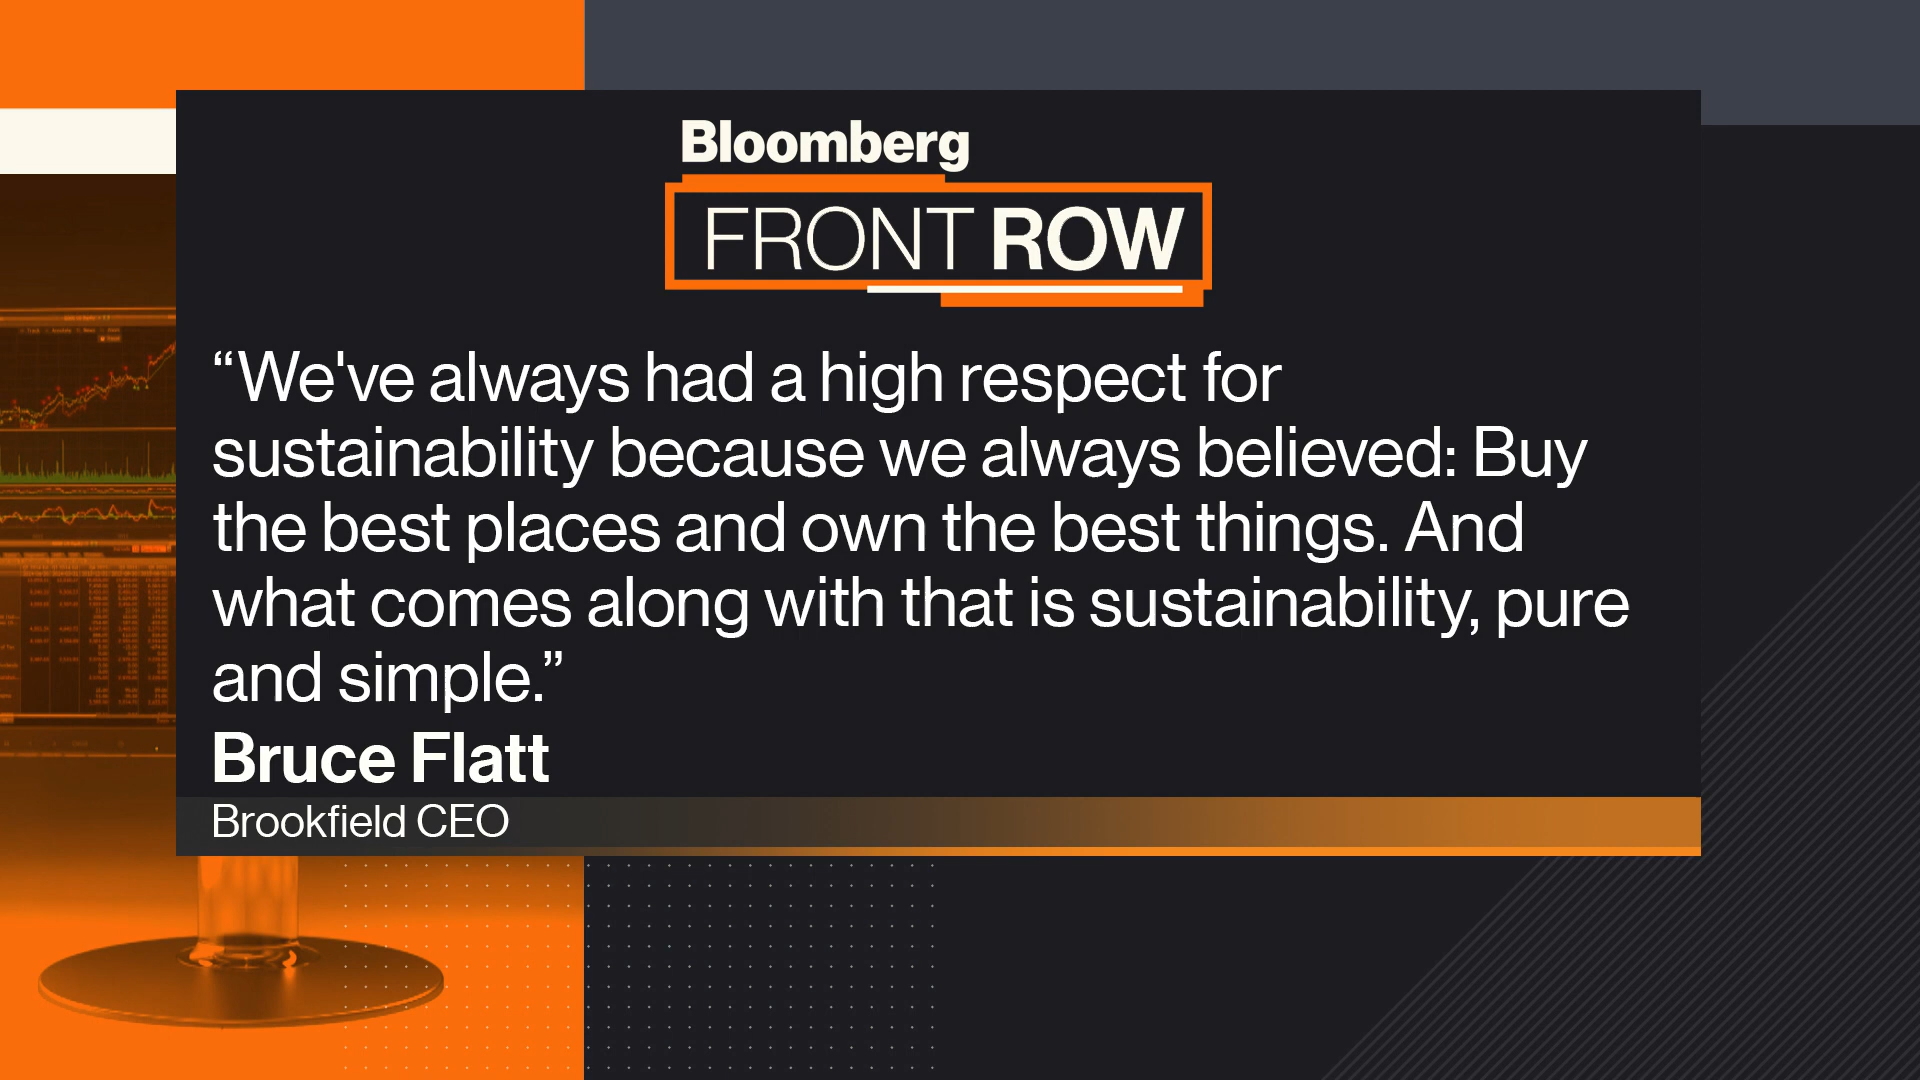 Bloomberg
FRONT ROW
“We've always had a high respect for
sustainability because we always believed: Buy
the best places and own the best things. And
what comes along with that is sustainability, pure
and simple.”
Bruce Flatt
Brookfield CEO